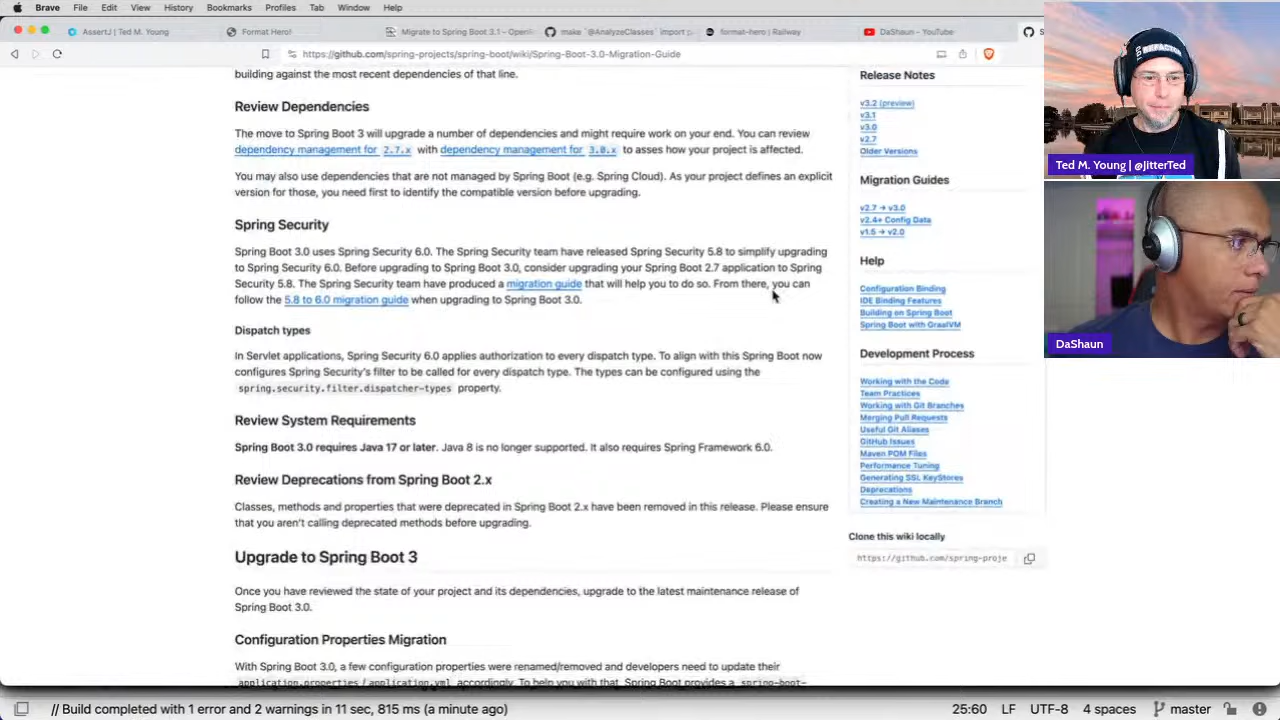 Brave File Edit View History Bookmarks Profiles Tab Window Help
AssertJ | Ted M. Young
Format Hero!
Migrate to Spring Boot 3.1 - OpenR
make `@AnalyzeClasses` import p
format-hero | Railway
DaShaun - YouTube
https://github.com/spring-projects/spring-boot/wiki/Spring-Boot-3.0-Migration-Guide
building against the most recent dependencies of that line.
Review Dependencies
The move to Spring Boot 3 will upgrade a number of dependencies and might require work on your end. You can review
dependency management for 2.7.x with dependency management for 3.0.x to asses how your project is affected.
You may also use dependencies that are not managed by Spring Boot (e.g. Spring Cloud). As your project defines an explicit
version for those, you need first to identify the compatible version before upgrading.
Spring Security
Spring Boot 3.0 uses Spring Security 6.0. The Spring Security team have released Spring Security 5.8 to simplify upgrading
to Spring Security 6.0. Before upgrading to Spring Boot 3.0, consider upgrading your Spring Boot 2.7 application to Spring
Security 5.8. The Spring Security team have produced a migration guide that will help you to do so. From there, you can
follow the 5.8 to 6.0 migration guide when upgrading to Spring Boot 3.0.
Dispatch types
In Servlet applications, Spring Security 6.0 applies authorization to every dispatch type. To align with this Spring Boot now
configures Spring Security's filter to be called for every dispatch type. The types can be configured using the
spring.security.filter.dispatcher-types property.
Review System Requirements
Spring Boot 3.0 requires Java 17 or later. Java 8 is no longer supported. It also requires Spring Framework 6.0.
Review Deprecations from Spring Boot 2.x
Classes, methods and properties that were deprecated in Spring Boot 2.x have been removed in this release. Please ensure
that you aren't calling deprecated methods before upgrading.
Upgrade to Spring Boot 3
Once you have reviewed the state of your project and its dependencies, upgrade to the latest maintenance release of
Spring Boot 3.0.
Configuration Properties Migration
With Spring Boot 3.0, a few configuration properties were renamed/removed and developers need to update their
application.properties / application.yml accordingly. To help you with that, Spring Boot provides a spring-boot-
Release Notes
v3.2 (preview)
v3.1
v3.0
v2.7
Older Versions
Migration Guides
v2.7 → v3.0
v2.4+ Config Data
v1.5 → v2.0
Help
Configuration Binding
IDE Binding Features
Building on Spring Boot
Spring Boot with GraalVM
Development Process
Working with the Code
Team Practices
Working with Git Branches
Merging Pull Requests
Useful Git Aliases
GitHub Issues
Maven POM Files
Performance Tuning
Generating SSL KeyStores
Deprecations
Creating a New Maintenance Branch
Clone this wiki locally
https://github.com/spring-proje
Ted M. Young | @JitterTed
DaShaun
// Build completed with 1 error and 2 warnings in 11 sec, 815 ms (a minute ago)
25:60 LF UTF-8 4 spaces master